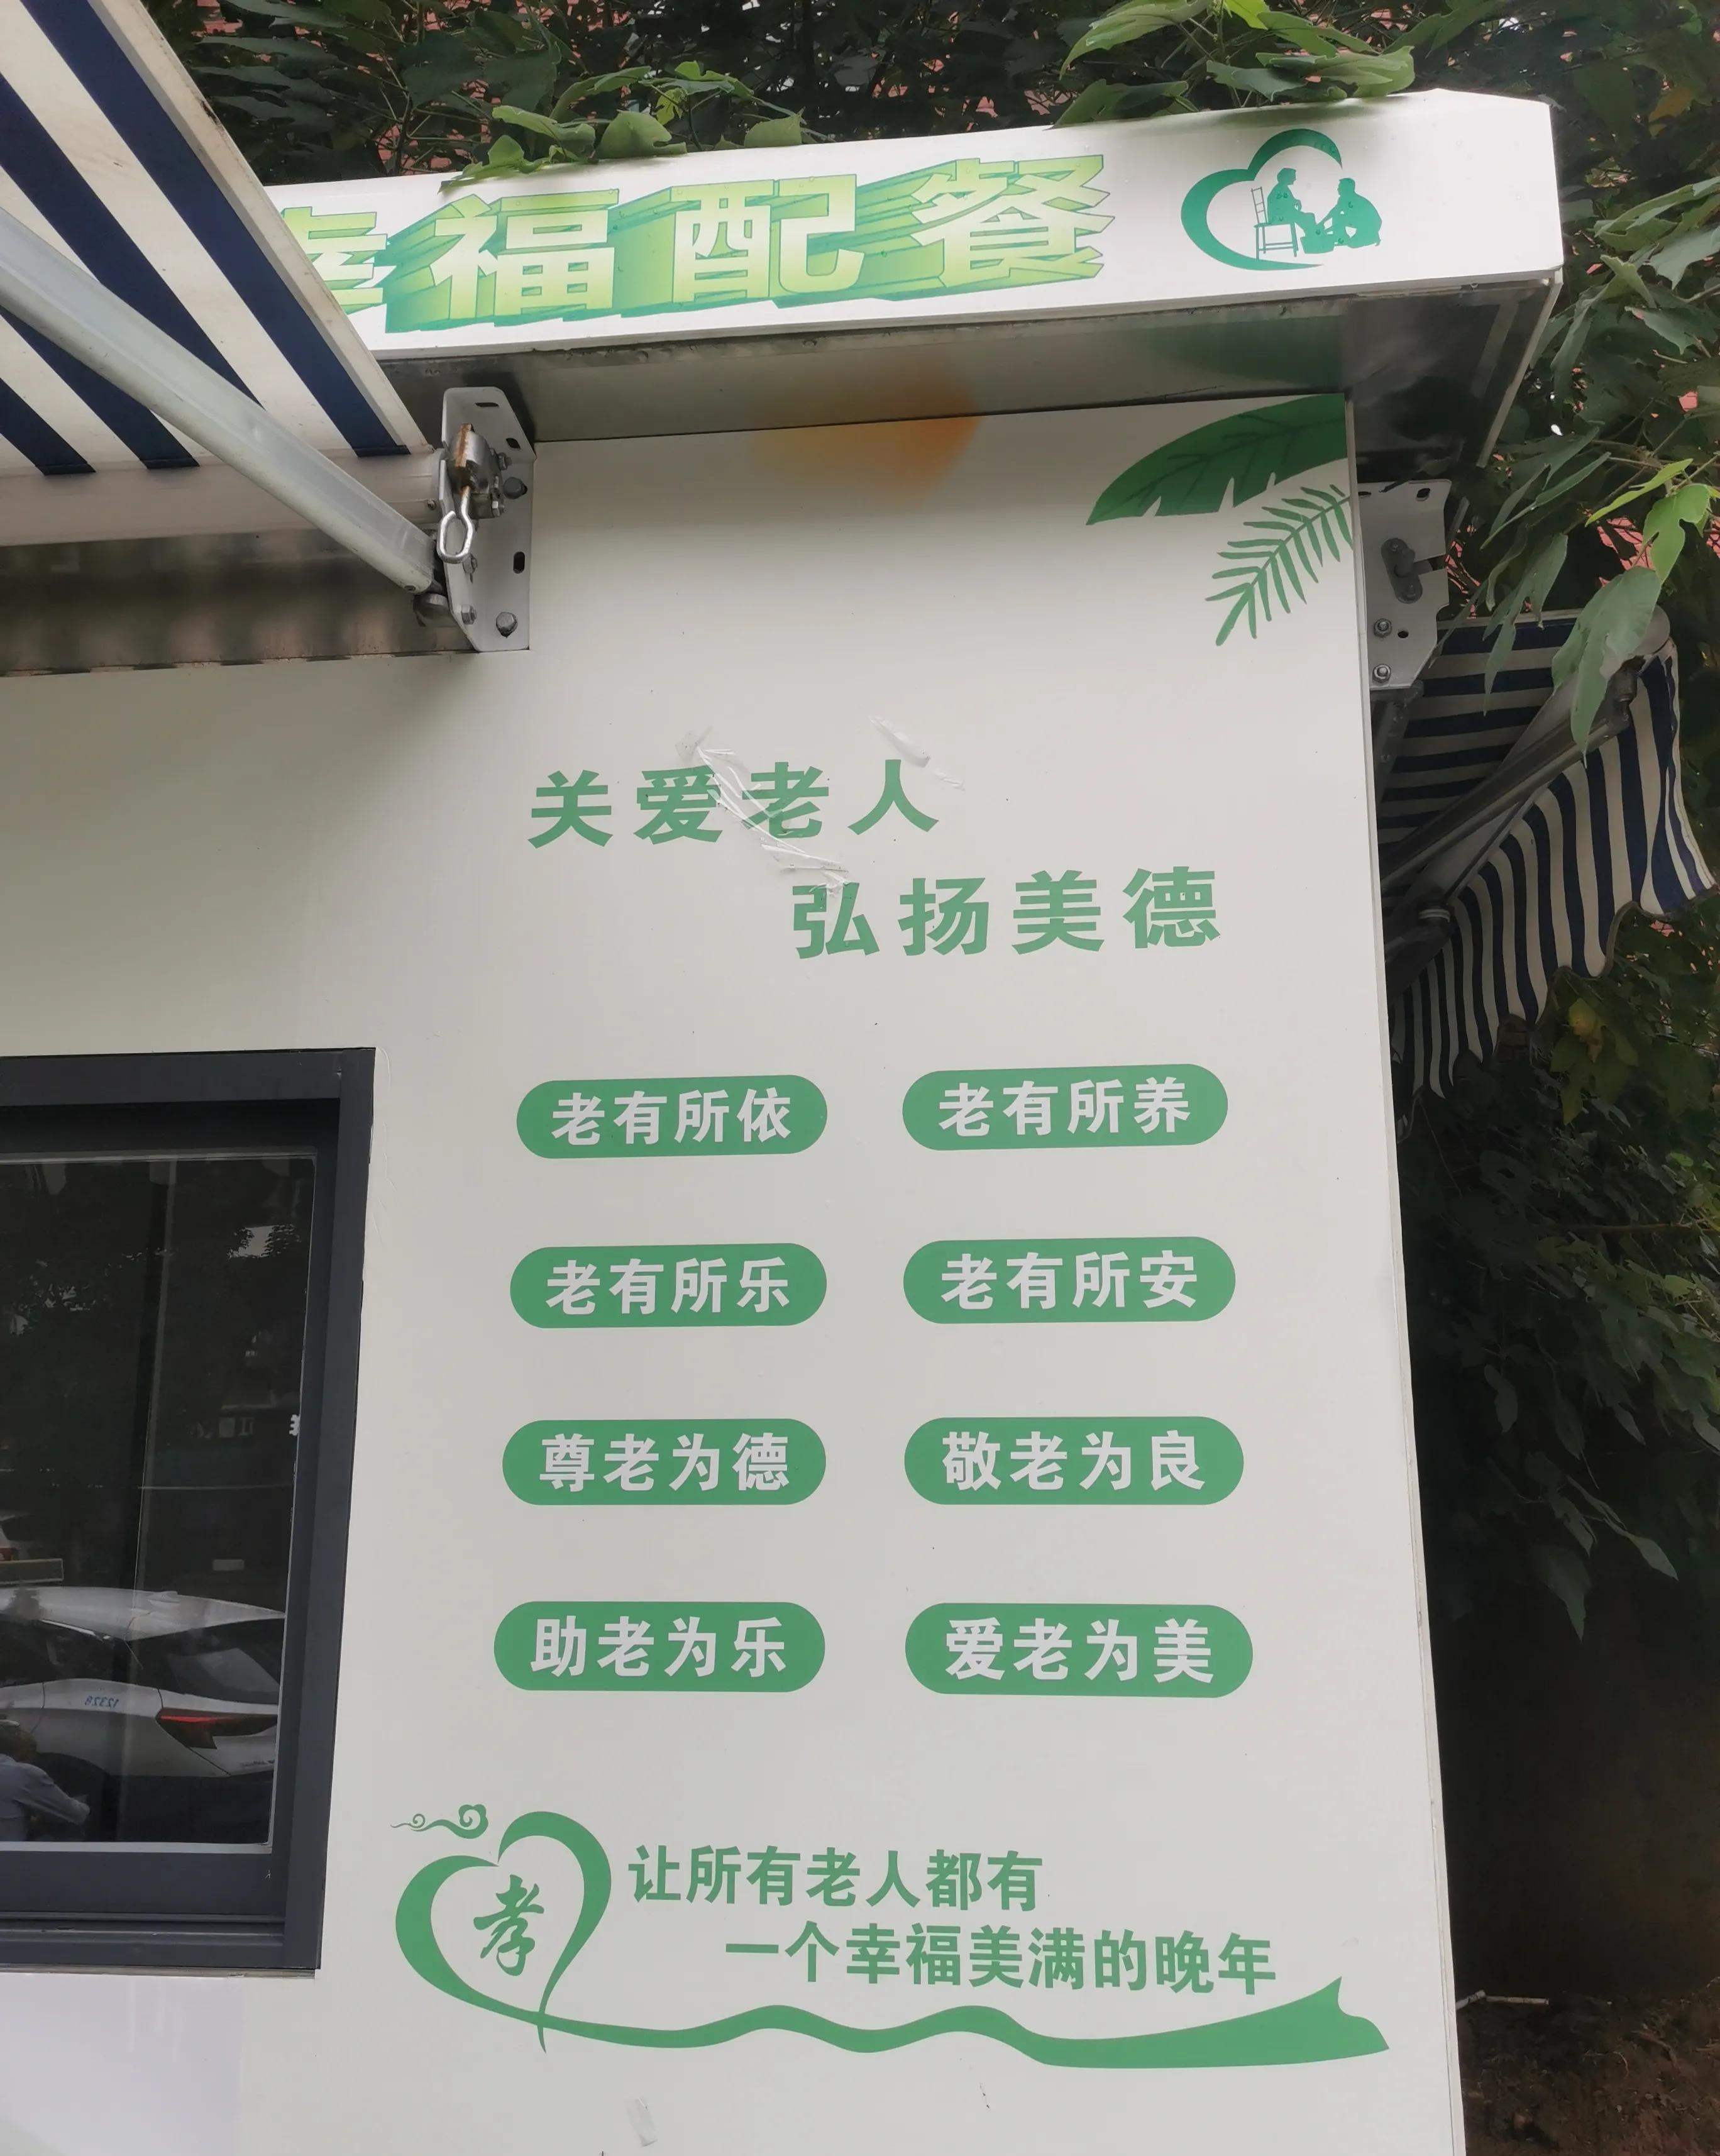 幸福配餐
关爱老人
弘扬美德
老有所依 老有所养
老有所乐 老有所安
尊老为德 敬老为良
助老为乐 爱老为美
孝
让所有老人都有
一个幸福美满的晚年